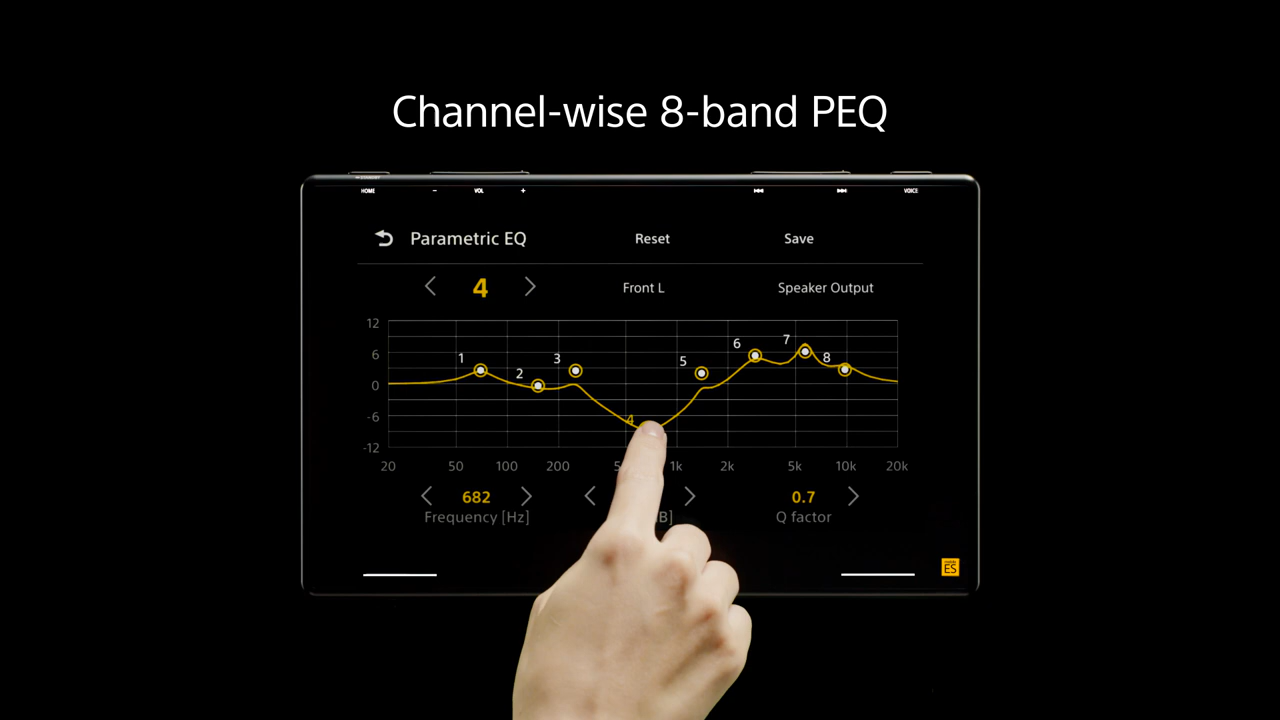 Channel-wise 8-band PEQ
HOME
−
VOL
+
VOICE
Parametric EQ
Reset
Save
4
Front L
Speaker Output
12
6
0
-6
-12
1
2
3
4
5
6
7
8
20
50
100
200
1k
2k
5k
10k
20k
682
0.7
Frequency [Hz]
Q factor
ES